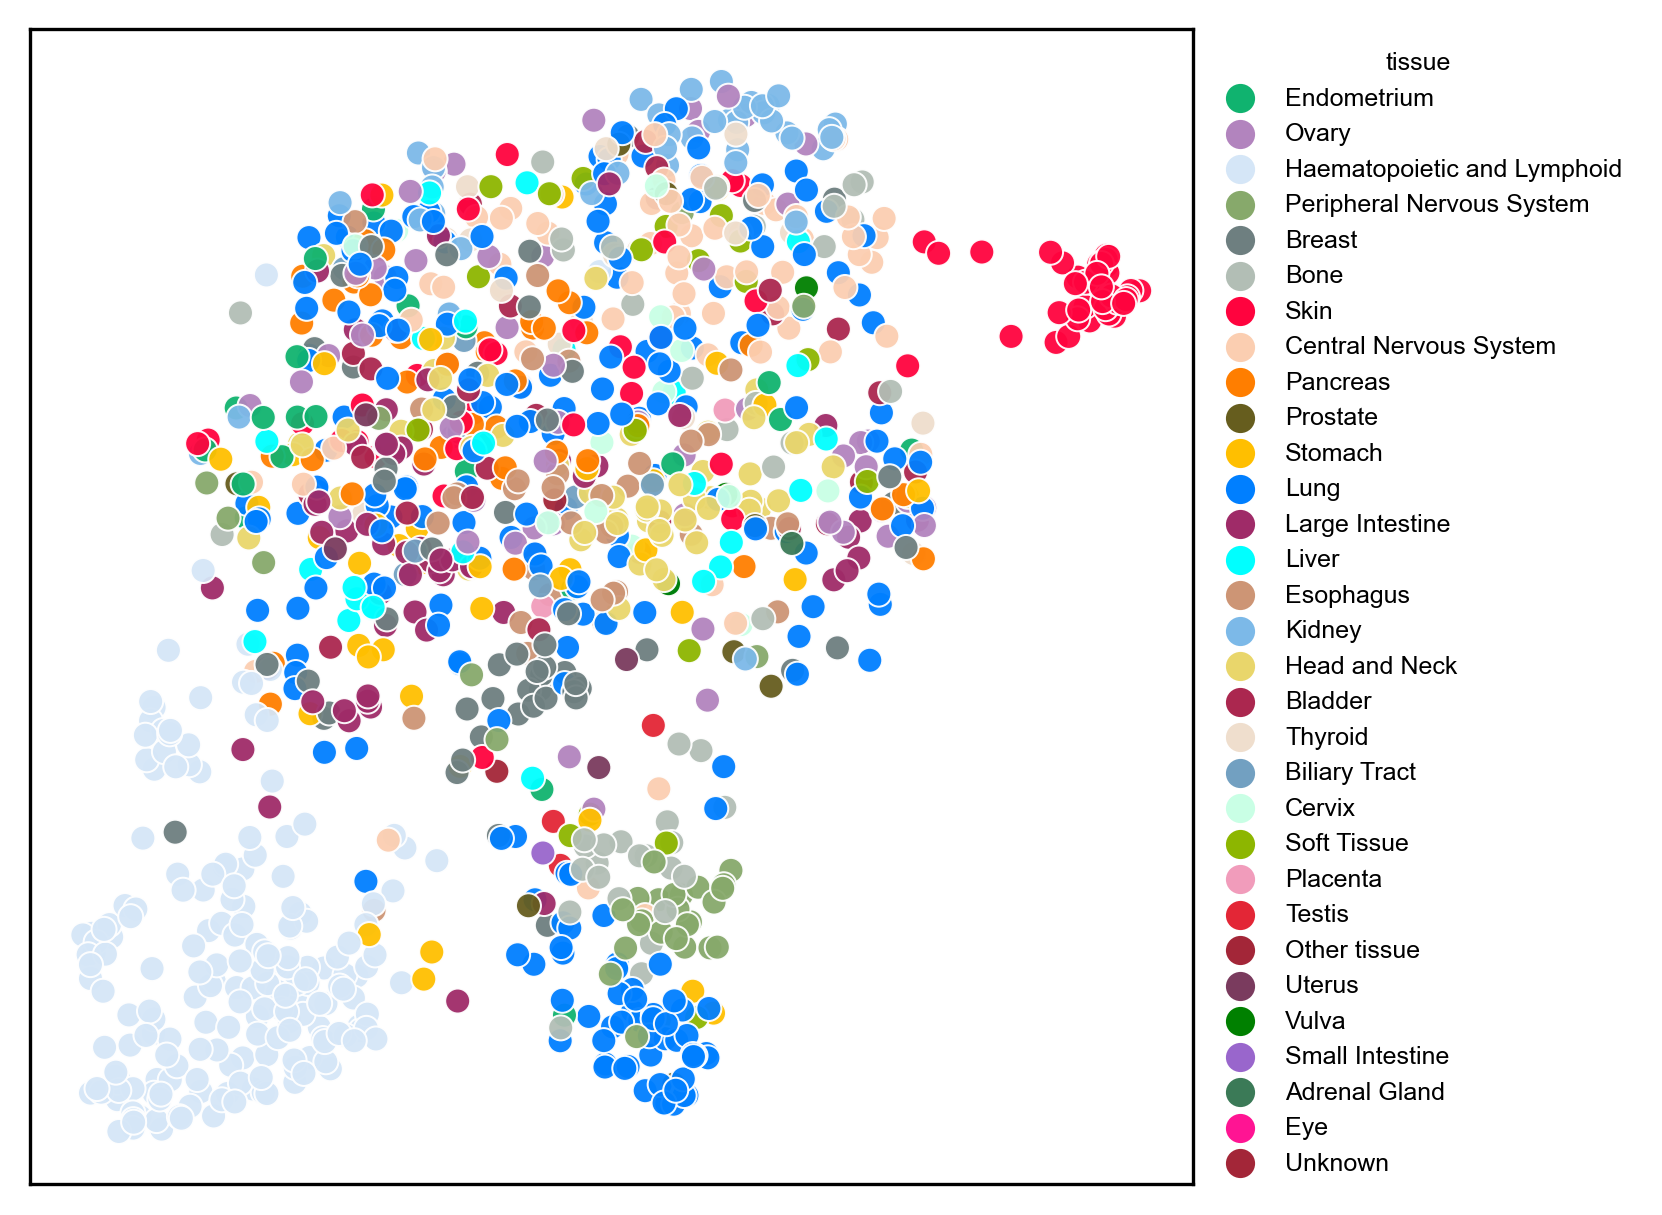 tissue
Endometrium
Ovary
Haematopoietic and Lymphoid
Peripheral Nervous System
Breast
Bone
Skin
Central Nervous System
Pancreas
Prostate
Stomach
Lung
Large Intestine
Liver
Esophagus
Kidney
Head and Neck
Bladder
Thyroid
Biliary Tract
Cervix
Soft Tissue
Placenta
Testis
Other tissue
Uterus
Vulva
Small Intestine
Adrenal Gland
Eye
Unknown